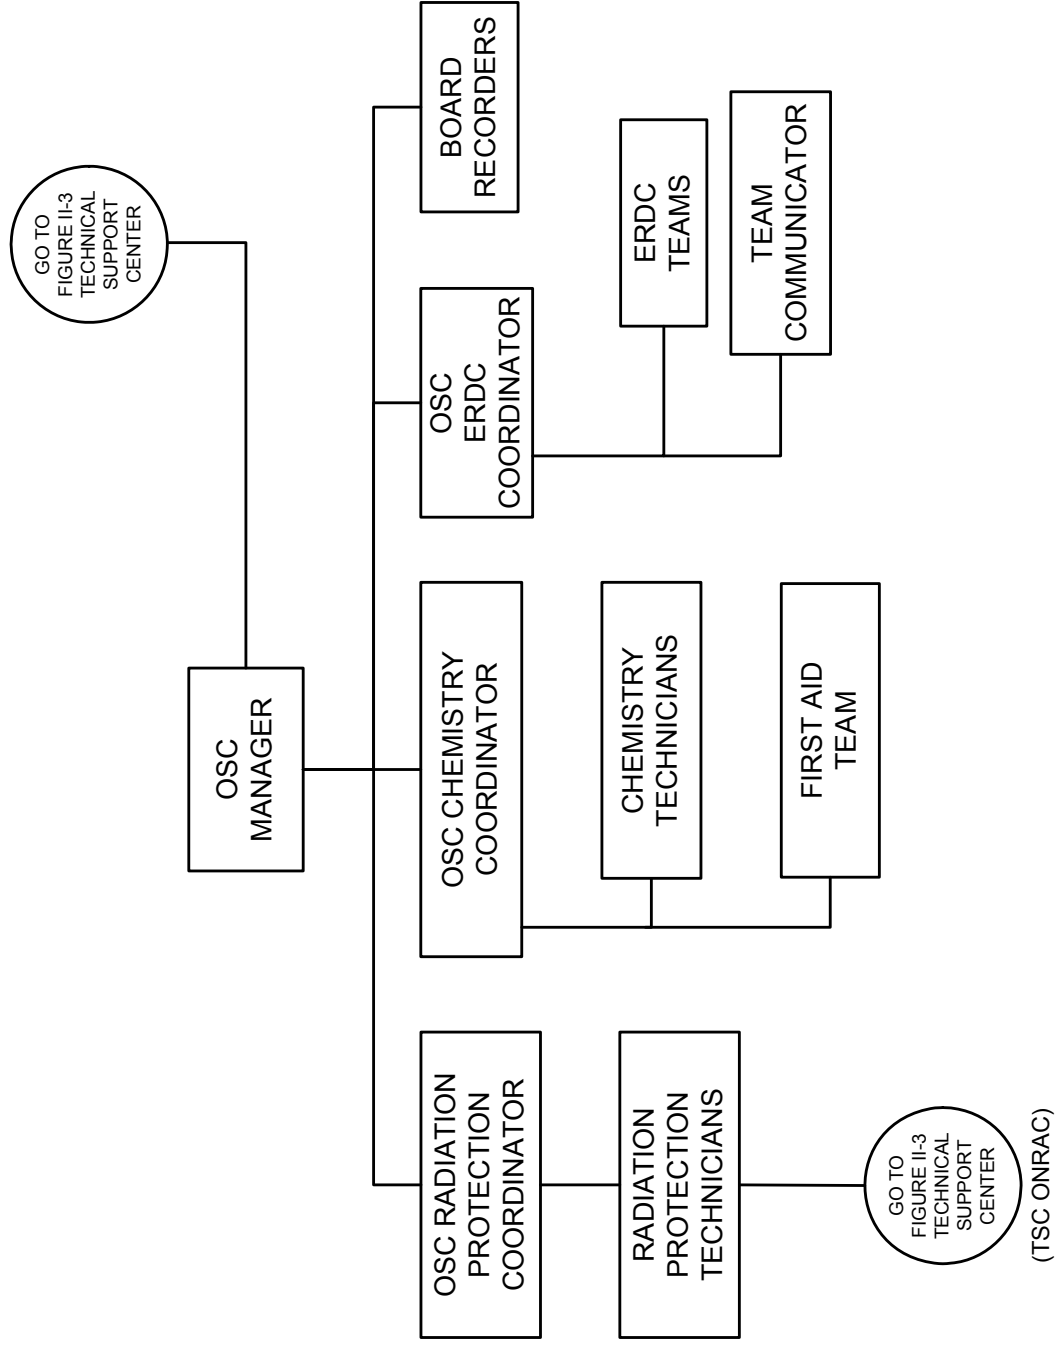 GO TO
FIGURE II-3
TECHNICAL
SUPPORT
CENTER
OSC
MANAGER
OSC RADIATION
PROTECTION
COORDINATOR
OSC CHEMISTRY
COORDINATOR
OSC
ERDC
COORDINATOR
BOARD
RECORDERS
RADIATION
PROTECTION
TECHNICIANS
CHEMISTRY
TECHNICIANS
ERDC
TEAMS
FIRST AID
TEAM
TEAM
COMMUNICATOR
GO TO
FIGURE II-3
TECHNICAL
SUPPORT
CENTER
(TSC ONRAC)